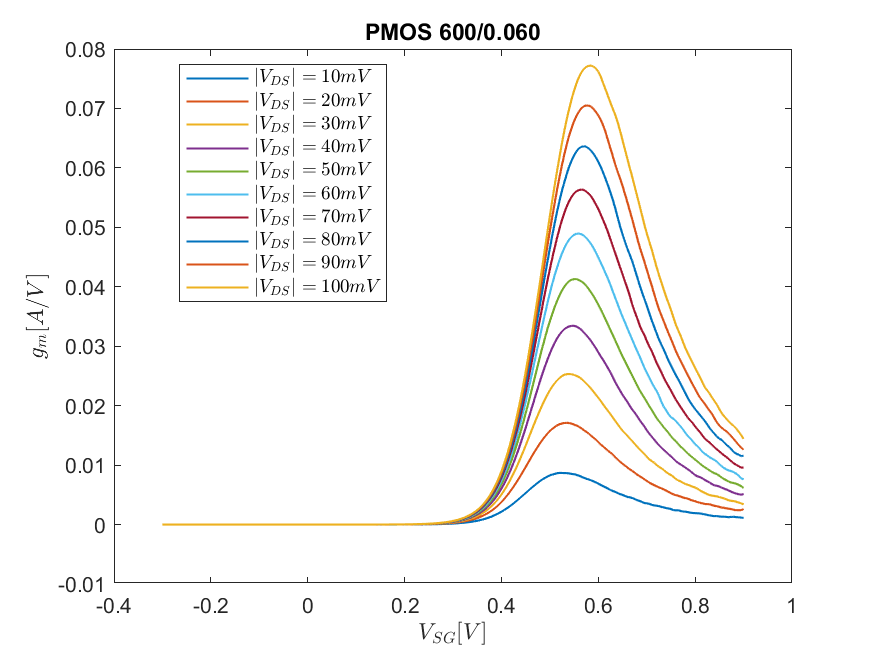 PMOS 600/0.060
|V_DS| = 10mV
|V_DS| = 20mV
|V_DS| = 30mV
|V_DS| = 40mV
|V_DS| = 50mV
|V_DS| = 60mV
|V_DS| = 70mV
|V_DS| = 80mV
|V_DS| = 90mV
|V_DS| = 100mV
g_m[A/V]
0.08
0.07
0.06
0.05
0.04
0.03
0.02
0.01
0
-0.01
-0.4 -0.2 0 0.2 0.4 0.6 0.8 1
V_SG[V]